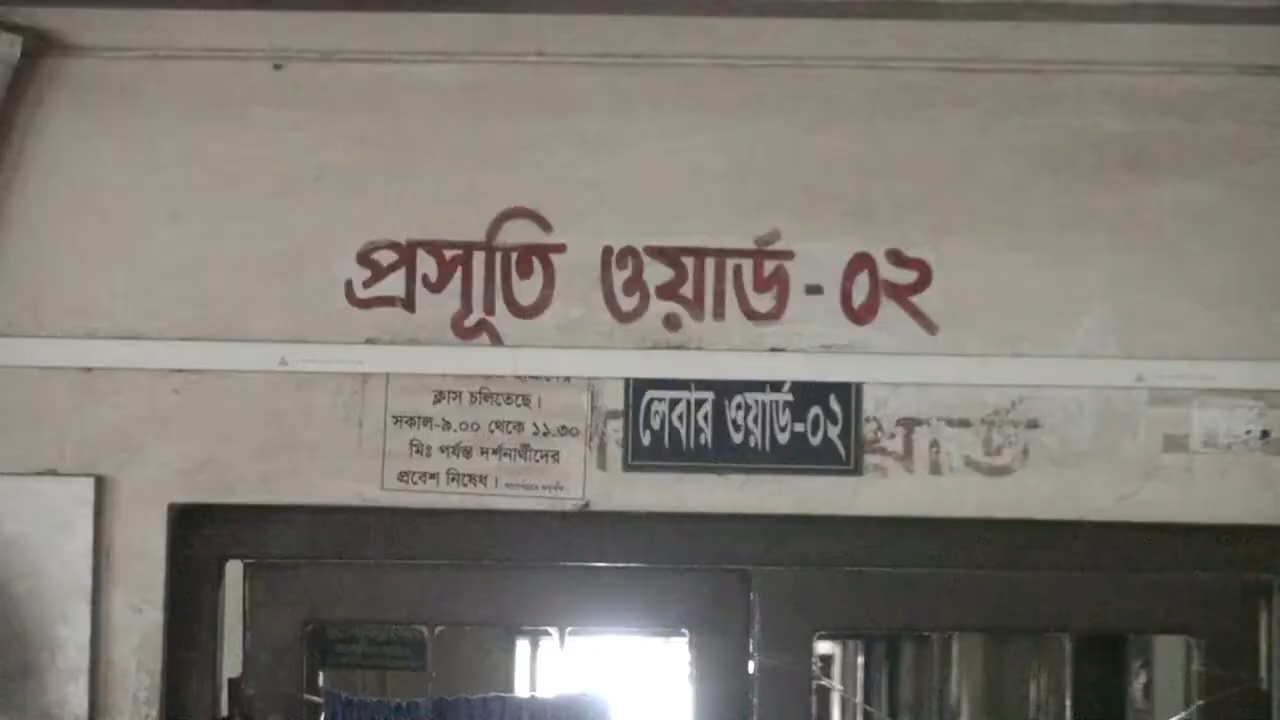 প্রসূতি ওয়ার্ড-০২
ক্লাস চলিতেছে।
সকাল-৯.০০ থেকে ১১.৩০
মিঃ পর্যন্ত দর্শনার্থীদের
প্রবেশ নিষেধ।
লেবার ওয়ার্ড-০২